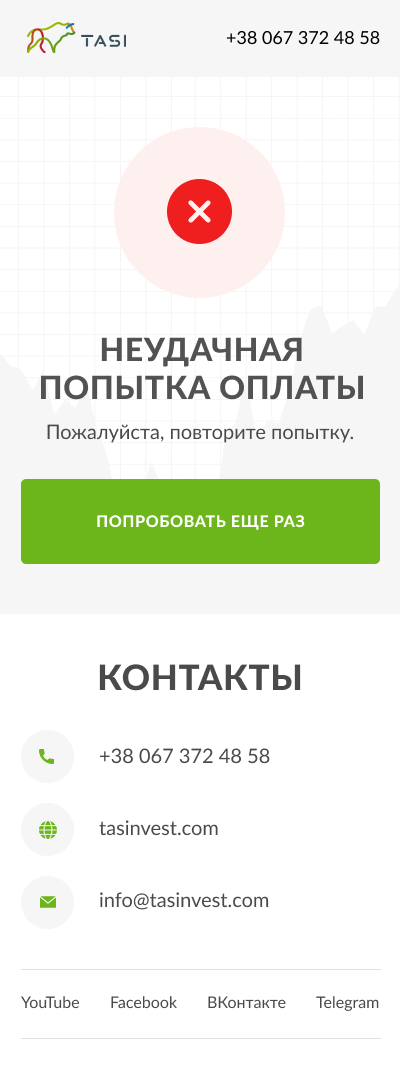 TASI
+38 067 372 48 58
НЕУДАЧНАЯ
ПОПЫТКА ОПЛАТЫ
Пожалуйста, повторите попытку.
ПОПРОБОВАТЬ ЕЩЕ РАЗ
КОНТАКТЫ
+38 067 372 48 58
tasinvest.com
info@tasinvest.com
YouTube Facebook ВКонтакте Telegram